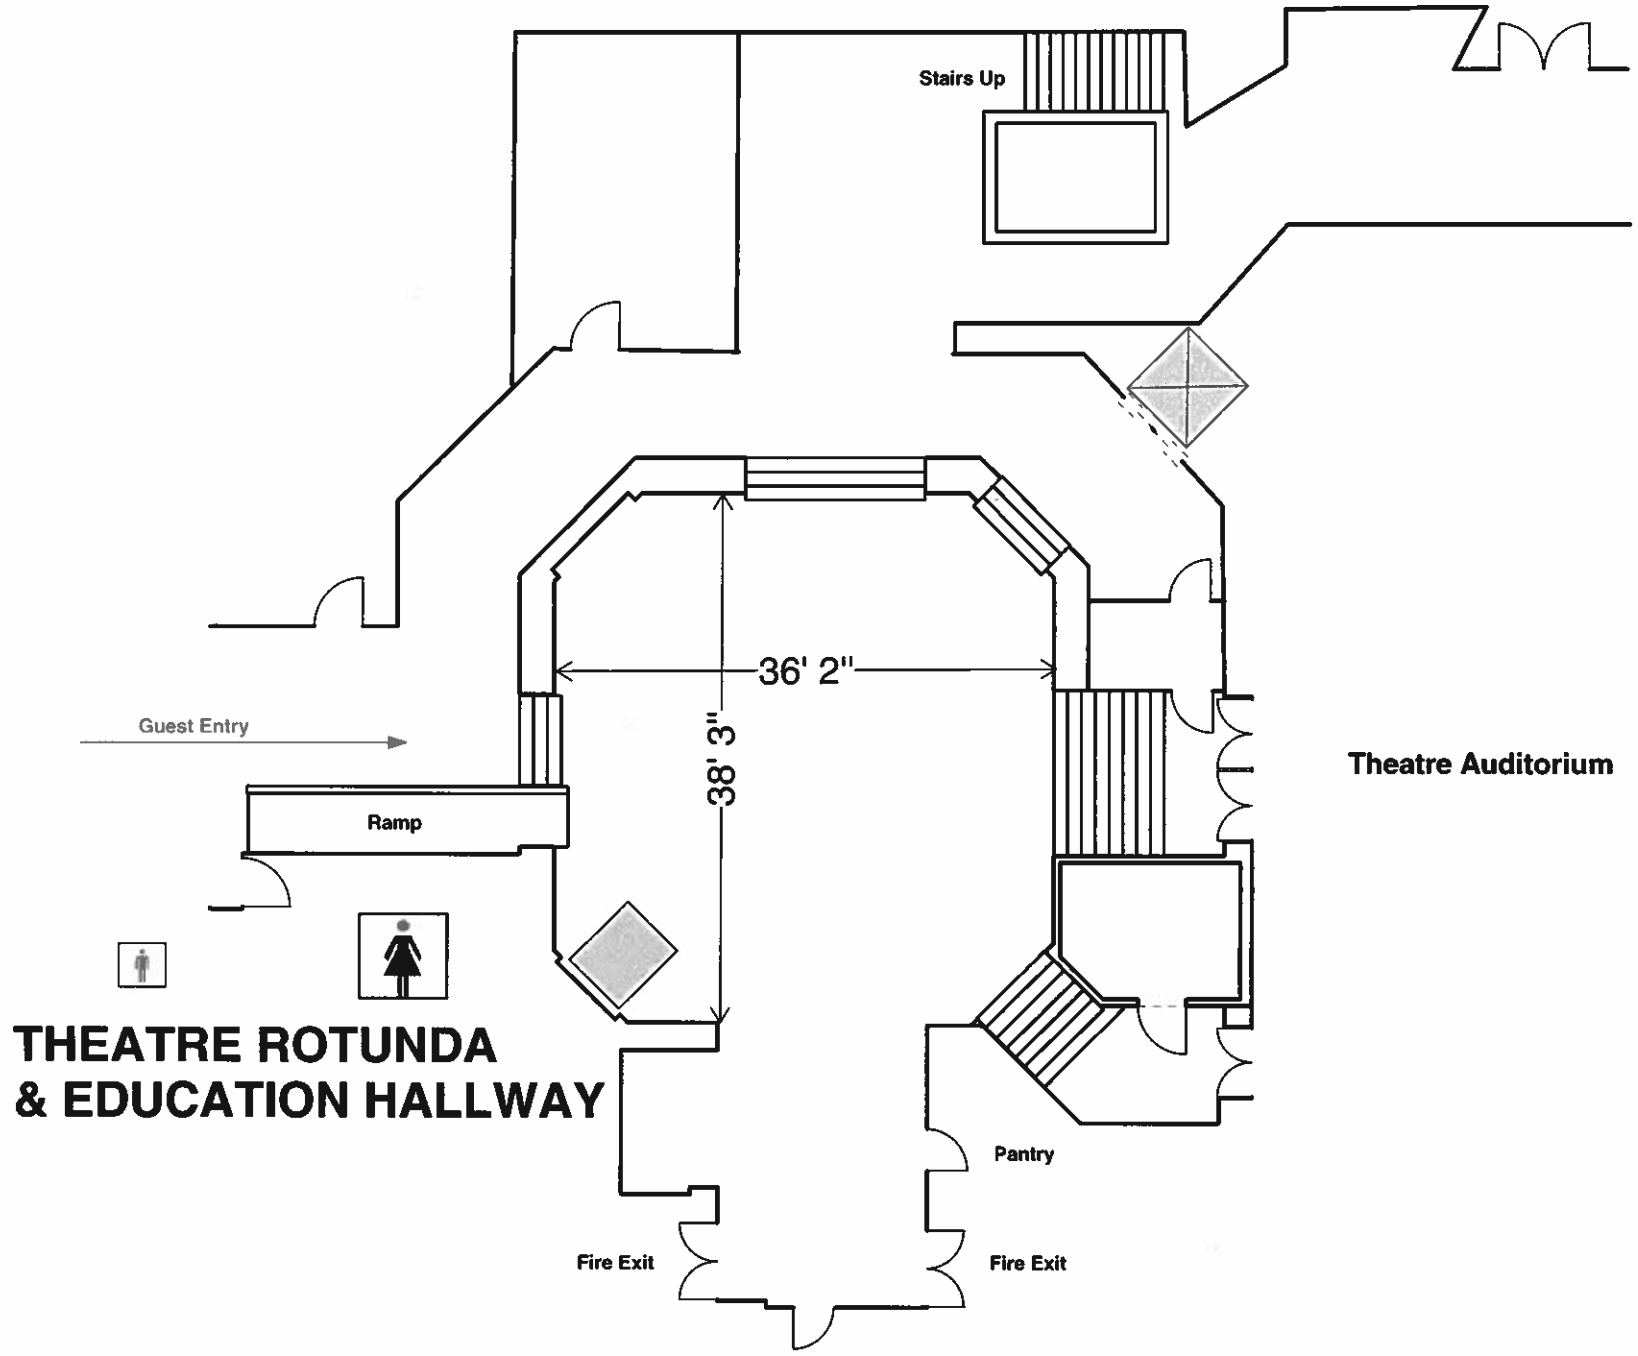 Stairs Up
36' 2"
38' 3"
Guest Entry
Theatre Auditorium
Ramp
THEATRE ROTUNDA
& EDUCATION HALLWAY
Pantry
Fire Exit
Fire Exit